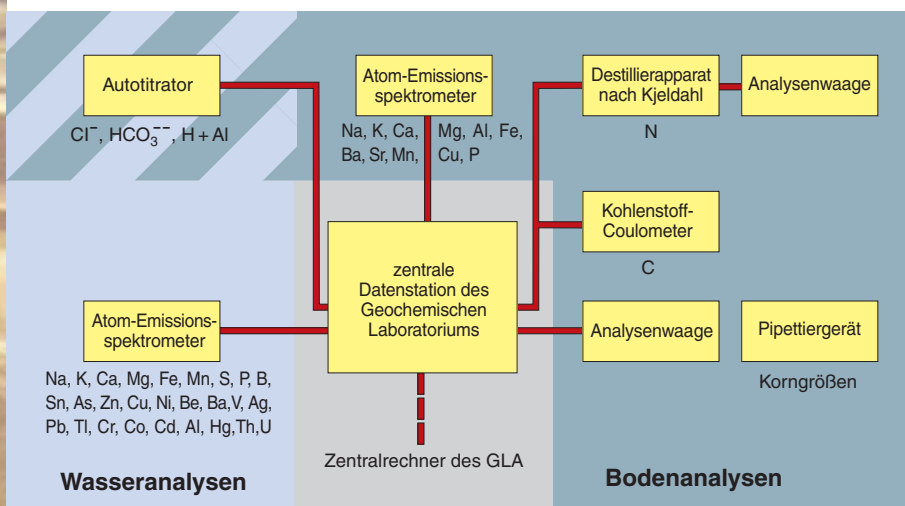 Autotitrator
Cl⁻, HCO₃⁻⁻, H + Al
Atom-Emissions-
spektrometer
Na, K, Ca, Mg, Al, Fe,
Ba, Sr, Mn, Cu, P
Destillierapparat
nach Kjeldahl
N
Analysenwaage
Kohlenstoff-
Coulometer
C
zentrale
Datenstation des
Geochemischen
Laboratoriums
Atom-Emissions-
spektrometer
Na, K, Ca, Mg, Fe, Mn, S, P, B,
Sn, As, Zn, Cu, Ni, Be, Ba,V, Ag,
Pb, Tl, Cr, Co, Cd, Al, Hg,Th,U
Analysenwaage
Pipettiergerät
Korngrößen
Zentralrechner des GLA
Wasseranalysen
Bodenanalysen